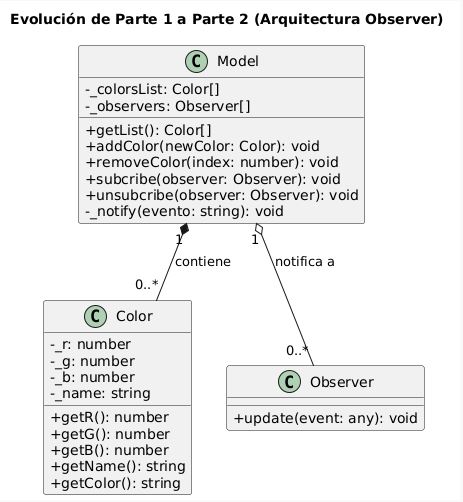 Evolución de Parte 1 a Parte 2 (Arquitectura Observer)
C Model
-_colorsList: Color[]
-_observers: Observer[]
+getList(): Color[]
+addColor(newColor: Color): void
+removeColor(index: number): void
+subcribe(observer: Observer): void
+unsubcribe(observer: Observer): void
-_notify(evento: string): void
1
1
contiene
notifica a
0..*
0..*
C Color
-_r: number
-_g: number
-_b: number
-_name: string
+getR(): number
+getG(): number
+getB(): number
+getName(): string
+getColor(): string
C Observer
+update(event: any): void